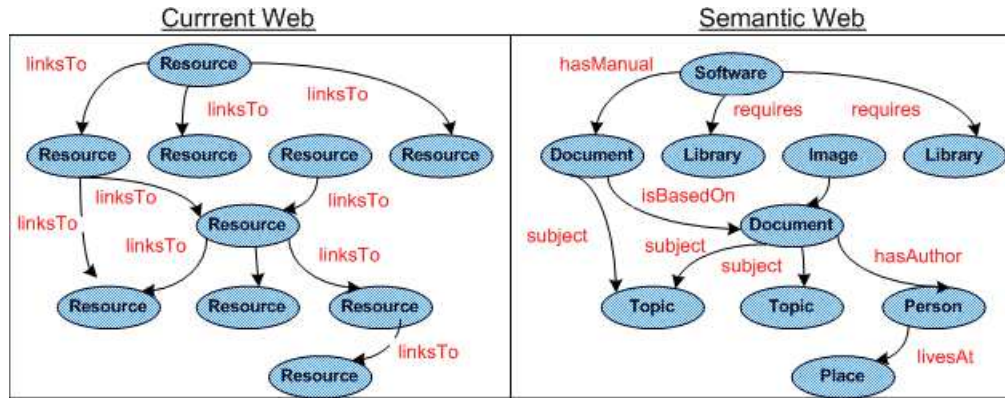 Currrent Web
Semantic Web
linksTo
Resource
linksTo
linksTo
Resource
Resource
Resource
Resource
linksTo
linksTo
linksTo
Resource
linksTo
linksTo
Resource
Resource
Resource
linksTo
Resource
hasManual
Software
requires
requires
Document
Library
Image
Library
isBasedOn
Document
subject
subject
subject
hasAuthor
Topic
Topic
Person
livesAt
Place